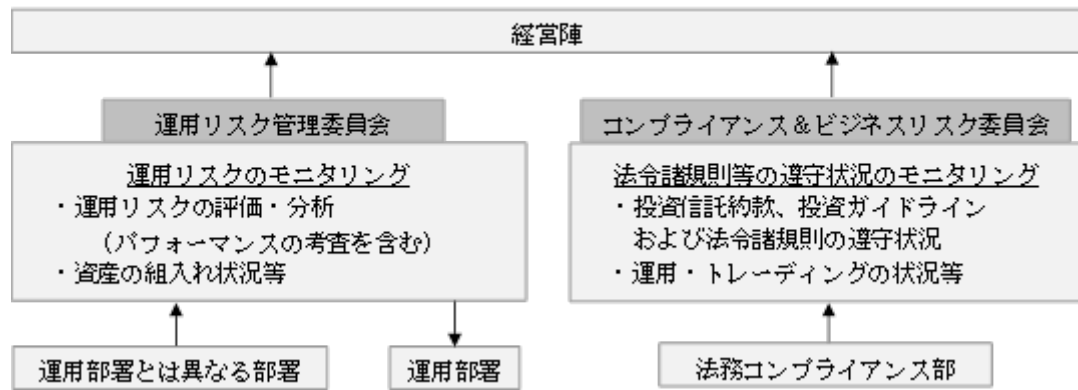 経営陣
運用リスク管理委員会
運用リスクのモニタリング
・運用リスクの評価・分析
（パフォーマンスの考査を含む）
・資産の組入れ状況等
運用部署とは異なる部署
運用部署
コンプライアンス＆ビジネスリスク委員会
法令諸規則等の遵守状況のモニタリング
・投資信託約款、投資ガイドライン
および法令諸規則の遵守状況
・運用・トレーディングの状況等
法務コンプライアンス部